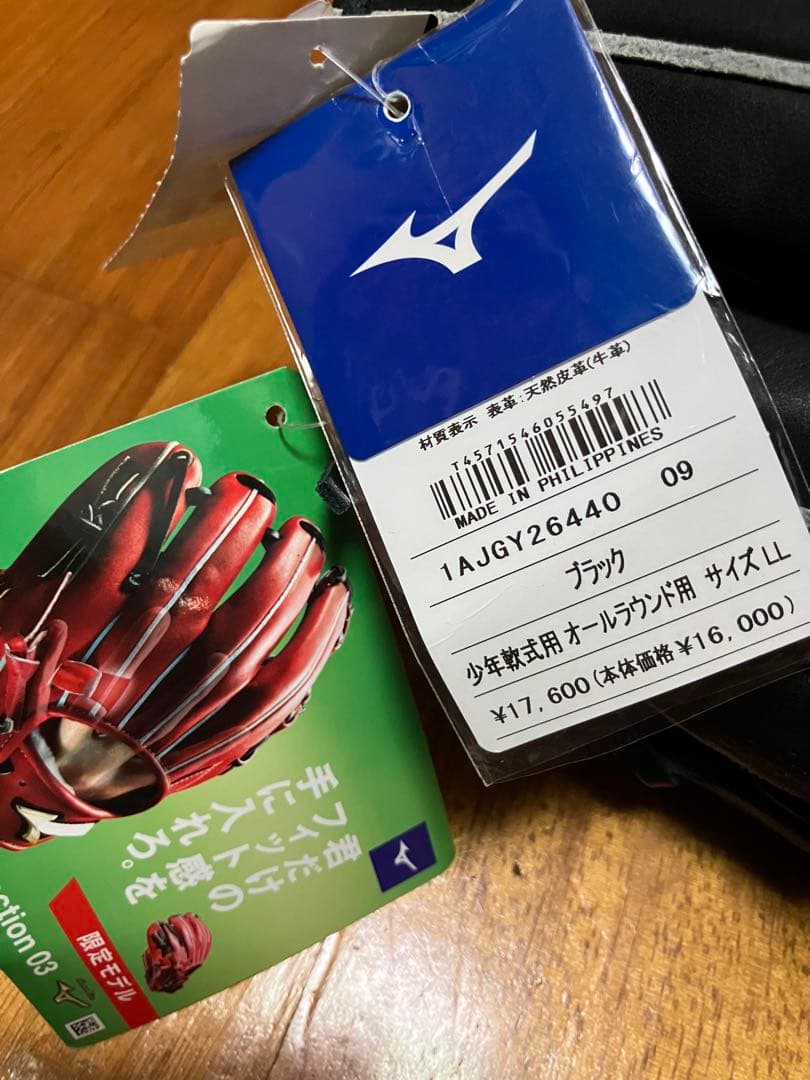 材質表示 表革:天然皮革(牛革)
T4571546055497
MADE IN PHILIPPINES
1AJGY26440 09
ブラック
少年軟式用 オールラウンド用 サイズ LL
¥17,600(本体価格¥16,000)
君だけの
フィット感を
手に入れろ。
限定モデル
ction 03